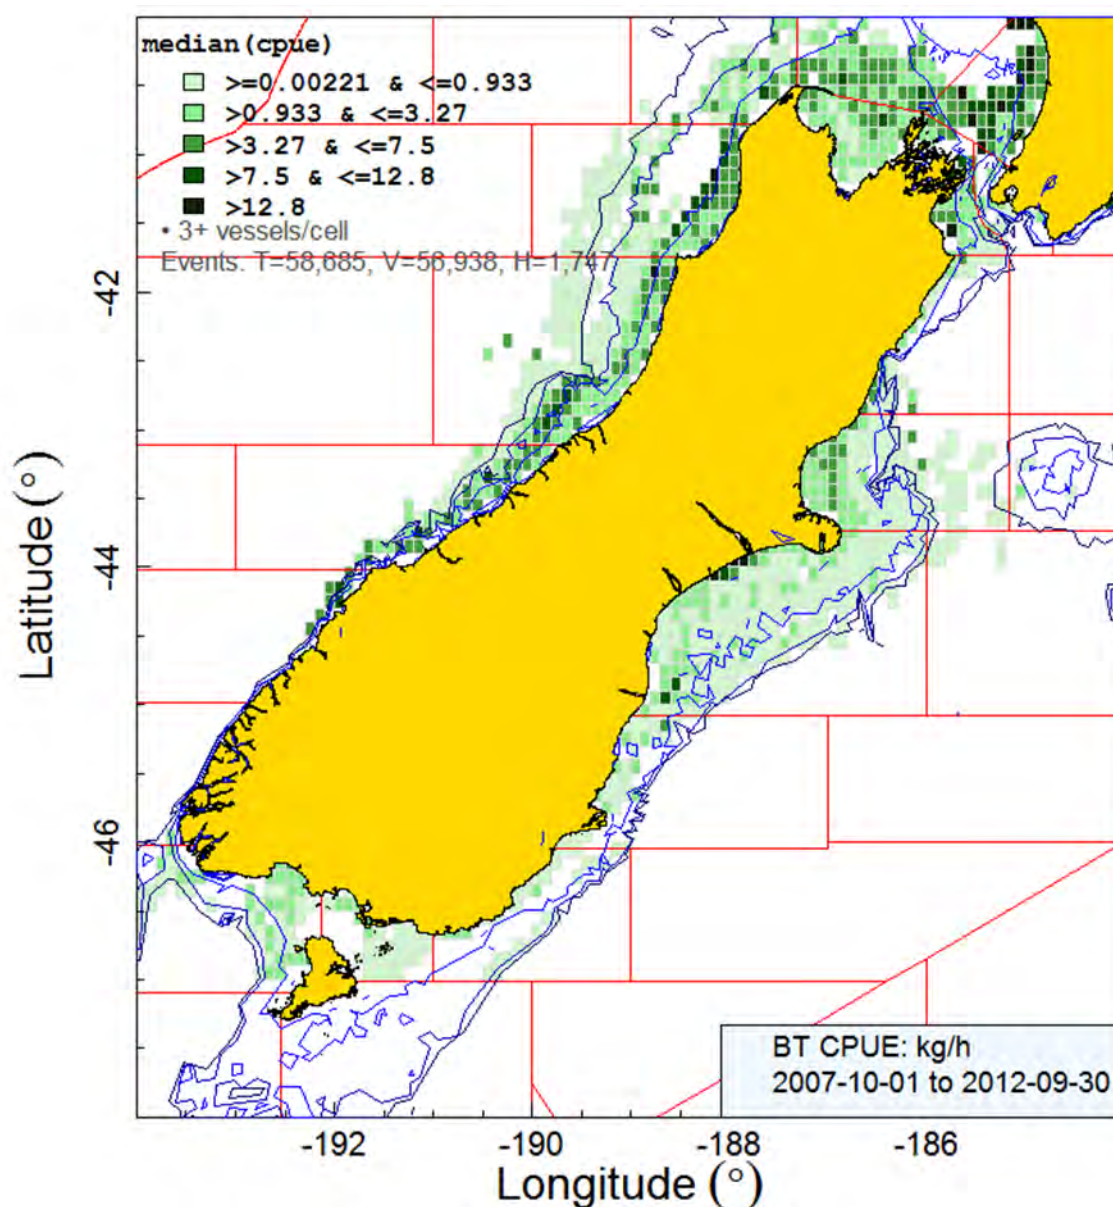 median(cpue)
>=0.00221 & <=0.933
>0.933 & <=3.27
>3.27 & <=7.5
>7.5 & <=12.8
>12.8
• 3+ vessels/cell
Events: T=58,685, V=56,938, H=1,747
-42
-44
-46
Latitude (°)
BT CPUE: kg/h
2007-10-01 to 2012-09-30
-192 -190 -188 -186
Longitude (°)